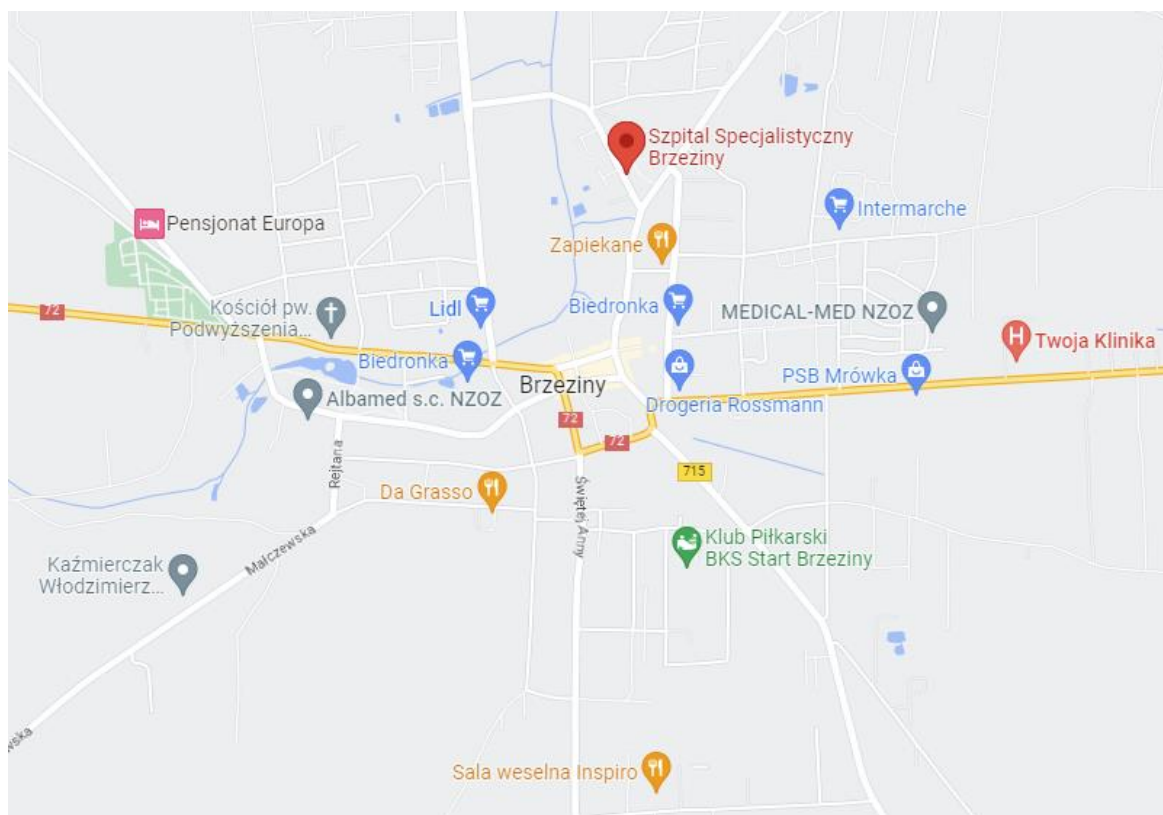 Szpital Specjalistyczny
Brzeziny
Intermarche
Pensjonat Europa
Zapiekane
72
Kościół pw.
Podwyższenia...
Lidl
Biedronka
MEDICAL-MED NZOZ
Twoja Klinika
Biedronka
Brzeziny
PSB Mrówka
Albamed s.c. NZOZ
Drogeria Rossmann
72
72
715
Rejtana
Da Grasso
Świętej Anny
Malczewska
Klub Piłkarski
BKS Start Brzeziny
Kaźmierczak
Włodzimierz...
wska
Sala weselna Inspiro